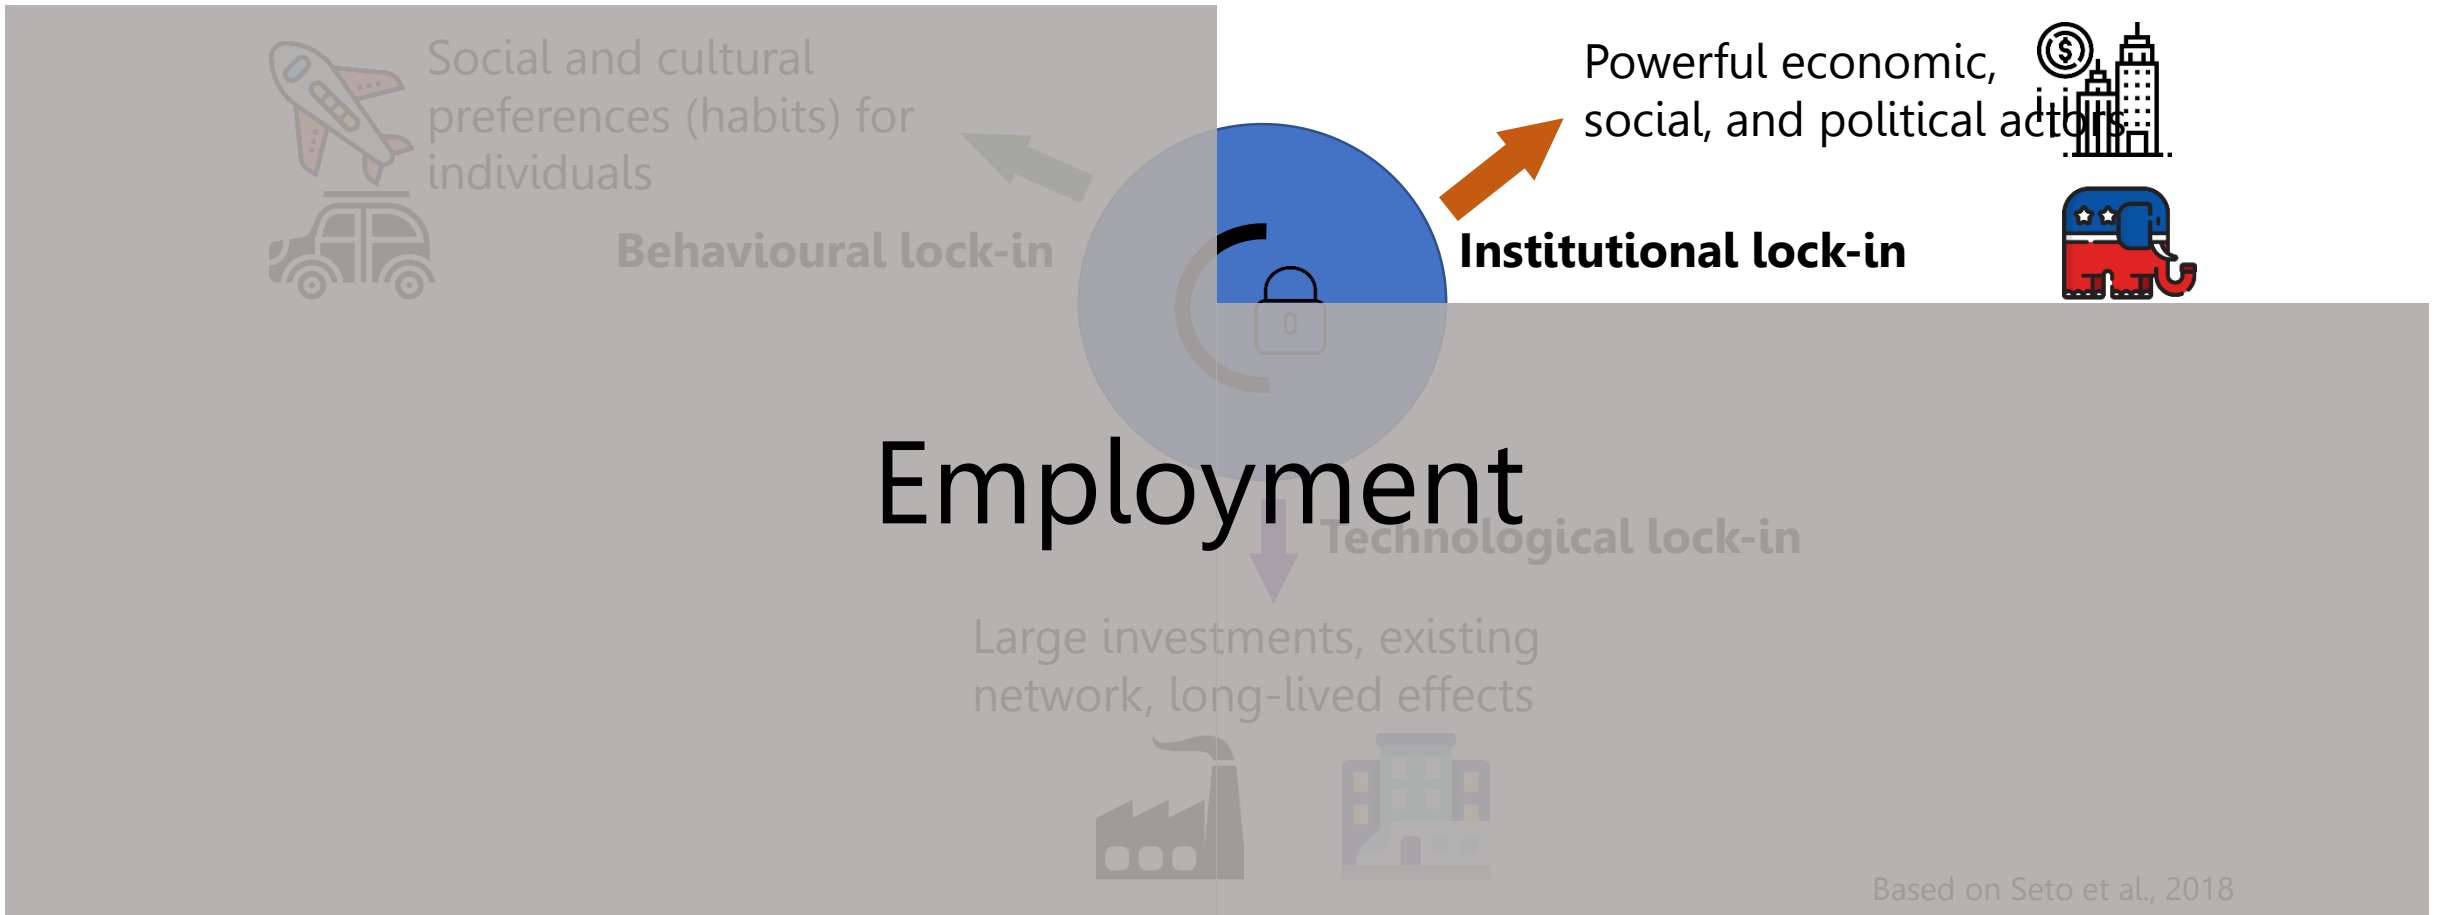 Social and cultural
preferences (habits) for
individuals
Behavioural lock-in
Powerful economic,
social, and political actors
Institutional lock-in
Employment
Technological lock-in
Large investments, existing
network, long-lived effects
Based on Seto et al., 2018